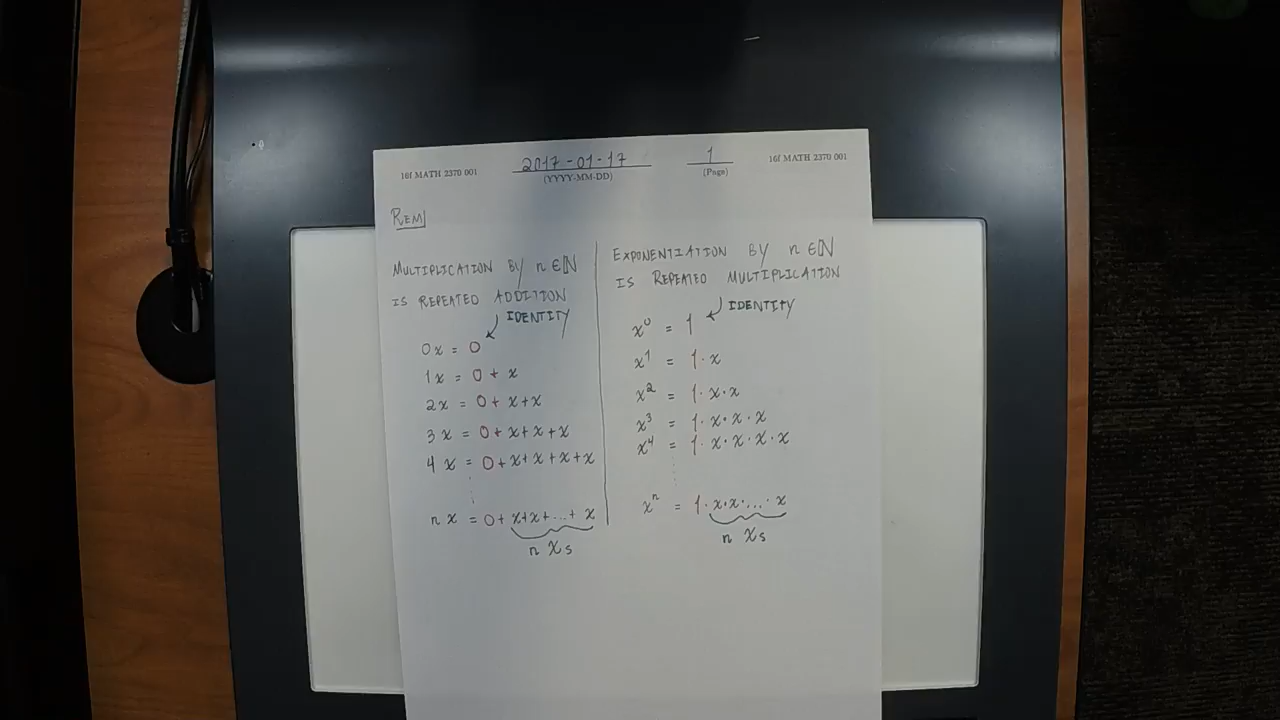 16f MATH 2370 001 2017-01-17 1 16f MATH 2370 001
(YYYY-MM-DD) (Page)
REM
MULTIPLICATION BY n ∈ ℕ
IS REPEATED ADDITION
IDENTITY
0x = 0
1x = 0 + x
2x = 0 + x + x
3x = 0 + x + x + x
4x = 0 + x + x + x + x
⋮
nx = 0 + x + x + ... + x
n xs
EXPONENTIATION BY n ∈ ℕ
IS REPEATED MULTIPLICATION
IDENTITY
x⁰ = 1
x¹ = 1 · x
x² = 1 · x · x
x³ = 1 · x · x · x
x⁴ = 1 · x · x · x · x
⋮
xⁿ = 1 · x · x · ... · x
n xs